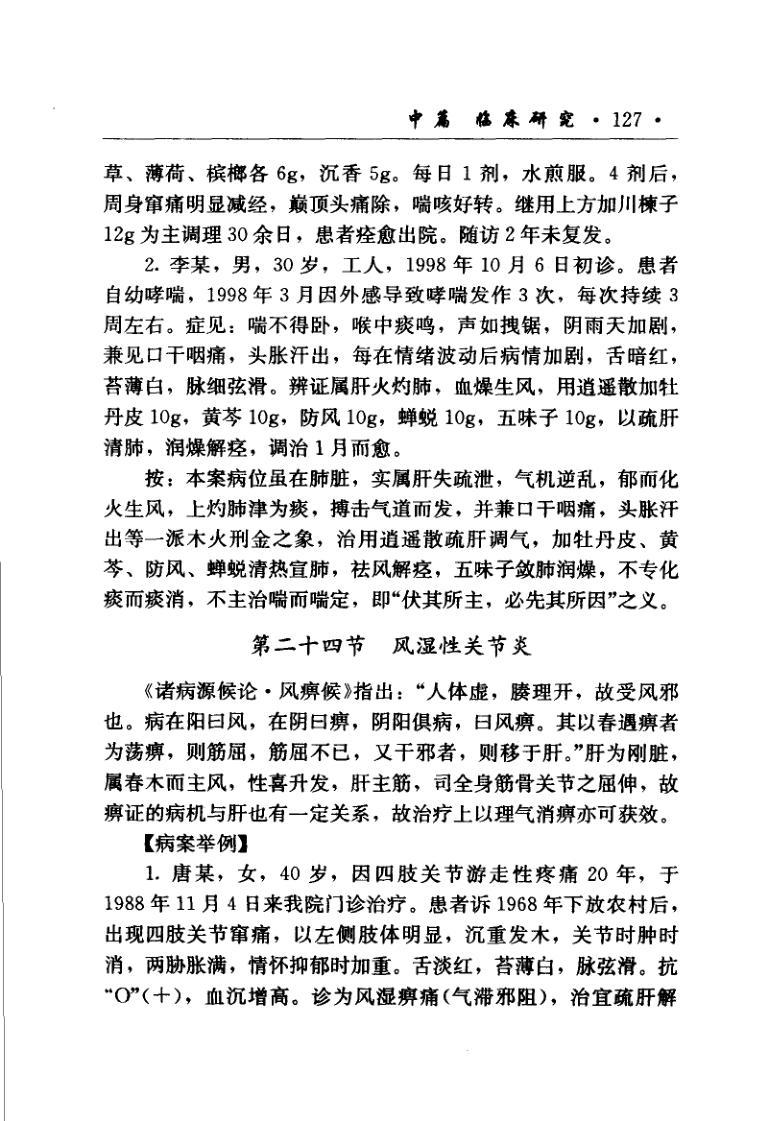 中篇 临床研究 · 127 ·
草、薄荷、槟榔各 6g，沉香 5g。每日 1 剂，水煎服。4 剂后，
周身窜痛明显减经，巅顶头痛除，喘咳好转。继用上方加川楝子
12g 为主调理 30 余日，患者痊愈出院。随访 2 年未复发。
2. 李某，男，30 岁，工人，1998 年 10 月 6 日初诊。患者
自幼哮喘，1998 年 3 月因外感导致哮喘发作 3 次，每次持续 3
周左右。症见：喘不得卧，喉中痰鸣，声如拽锯，阴雨天加剧，
兼见口干咽痛，头胀汗出，每在情绪波动后病情加剧，舌暗红，
苔薄白，脉细弦滑。辨证属肝火灼肺，血燥生风，用逍遥散加牡
丹皮 10g，黄芩 10g，防风 10g，蝉蜕 10g，五味子 10g，以疏肝
清肺，润燥解痉，调治 1 月而愈。
按：本案病位虽在肺脏，实属肝失疏泄，气机逆乱，郁而化
火生风，上灼肺津为痰，搏击气道而发，并兼口干咽痛，头胀汗
出等一派木火刑金之象，治用逍遥散疏肝调气，加牡丹皮、黄
芩、防风、蝉蜕清热宣肺，祛风解痉，五味子敛肺润燥，不专化
痰而痰消，不主治喘而喘定，即“伏其所主，必先其所因”之义。
第二十四节 风湿性关节炎
《诸病源候论·风痹候》指出：“人体虚，腠理开，故受风邪
也。病在阳曰风，在阴曰痹，阴阳俱病，曰风痹。其以春遇痹者
为荡痹，则筋屈，筋屈不已，又干邪者，则移于肝。”肝为刚脏，
属春木而主风，性喜升发，肝主筋，司全身筋骨关节之屈伸，故
痹证的病机与肝也有一定关系，故治疗上以理气消痹亦可获效。
【病案举例】
1. 唐某，女，40 岁，因四肢关节游走性疼痛 20 年，于
1988 年 11 月 4 日来我院门诊治疗。患者诉 1968 年下放农村后，
出现四肢关节窜痛，以左侧肢体明显，沉重发木，关节时肿时
消，两胁胀满，情怀抑郁时加重。舌淡红，苔薄白，脉弦滑。抗
“O”(＋)，血沉增高。诊为风湿痹痛(气滞邪阻)，治宜疏肝解